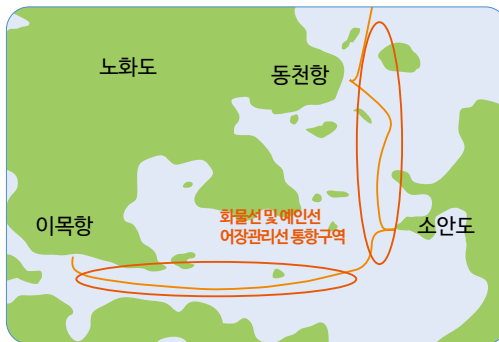 노화도
동천항
이목항
화물선 및 예인선
어장관리선 통항구역
소안도